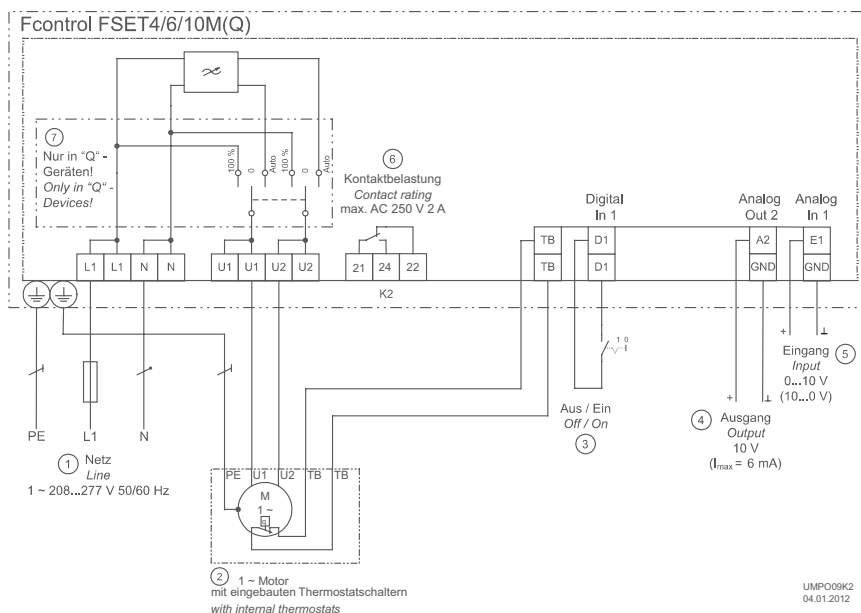 Fcontrol FSET4/6/10M(Q)
7
Nur in "Q" -
Geräten!
Only in "Q" -
Devices!
100 %
0
Auto
100 %
0
Auto
6
Kontaktbelastung
Contact rating
max. AC 250 V 2 A
Digital
In 1
Analog
Out 2
Analog
In 1
L1 L1 N N
U1 U1 U2 U2
21 24 22
K2
TB
TB
D1
D1
A2
GND
E1
GND
1 0
PE
L1
N
1 Netz
Line
1 ~ 208...277 V 50/60 Hz
Aus / Ein
Off / On
3
+ ⊥
4 Ausgang
Output
10 V
(Imax = 6 mA)
+ ⊥
Eingang 5
Input
0...10 V
(10...0 V)
PE U1 U2 TB TB
M
1 ~
2 1 ~ Motor
mit eingebauten Thermostatschaltern
with internal thermostats
UMPO09K2
04.01.2012